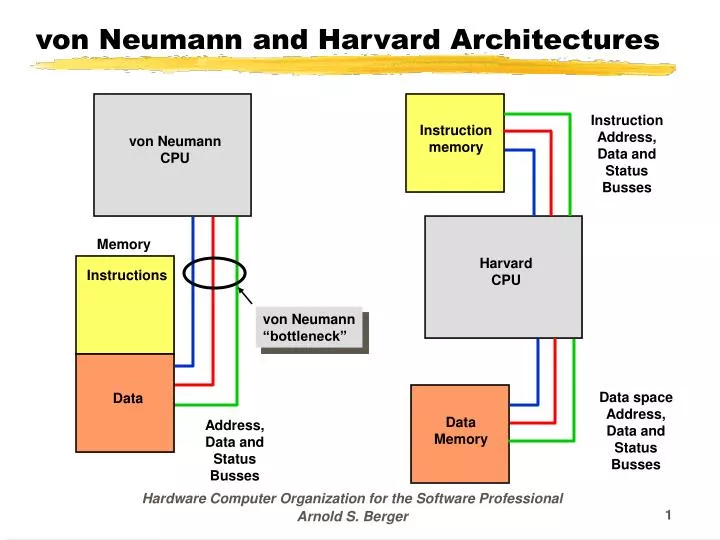 von Neumann and Harvard Architectures
von Neumann
CPU
Memory
Instructions
Data
von Neumann
“bottleneck”
Address,
Data and
Status
Busses
Instruction
memory
Instruction
Address,
Data and
Status
Busses
Harvard
CPU
Data
Memory
Data space
Address,
Data and
Status
Busses
Hardware Computer Organization for the Software Professional
Arnold S. Berger
1